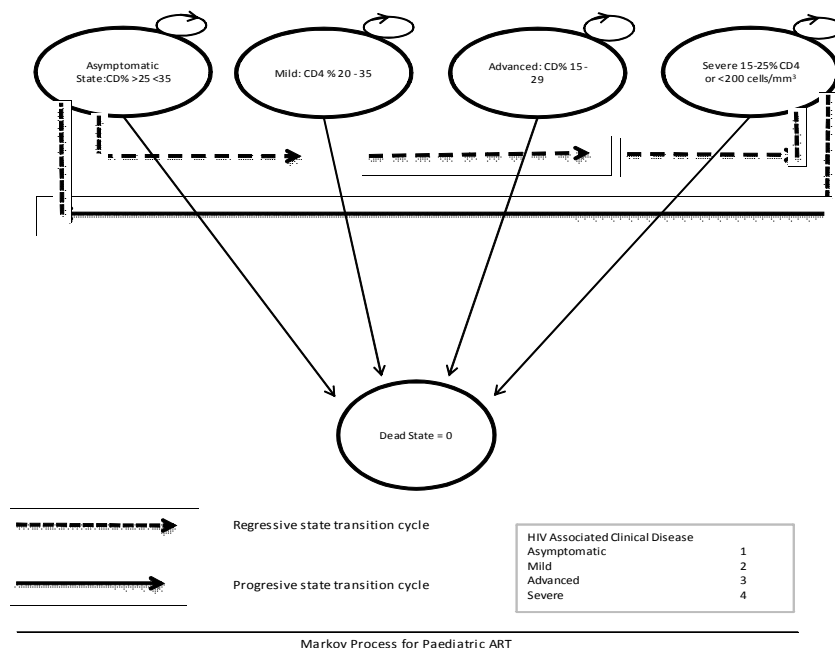 Asymptomatic
State:CD% >25 <35
Mild: CD4 % 20 - 35
Advanced: CD% 15 -
29
Severe 15-25% CD4
or <200 cells/mm³
Dead State = 0
Regressive state transition cycle
Progresive state transition cycle
HIV Associated Clinical Disease
Asymptomatic 1
Mild 2
Advanced 3
Severe 4
Markov Process for Paediatric ART